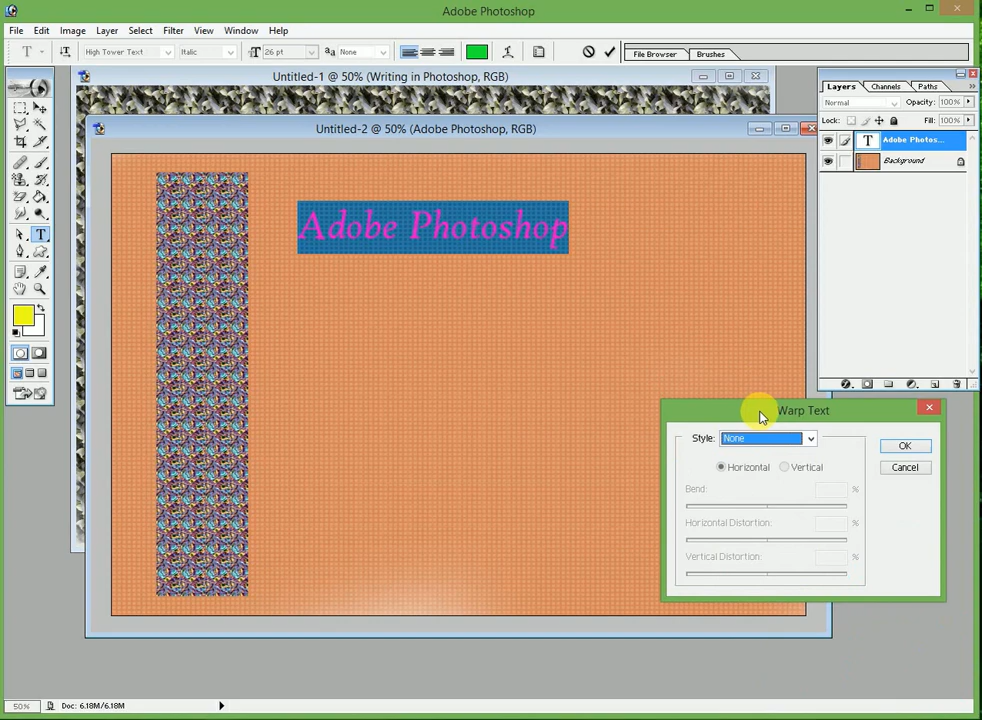 Adobe Photoshop
File Edit Image Layer Select Filter View Window Help
T High Tower Text Italic T 26 pt aa None File Browser Brushes
Untitled-1 @ 50% (Writing in Photoshop, RGB)
Layers Channels Paths
Normal Opacity: 100%
Lock: Fill: 100%
Untitled-2 @ 50% (Adobe Photoshop, RGB)
T Adobe Photos...
Background
Adobe Photoshop
T
Warp Text
Style: None
OK
Horizontal Vertical
Cancel
Bend: %
Horizontal Distortion: %
Vertical Distortion: %
50% Doc: 6.18M/6.18M